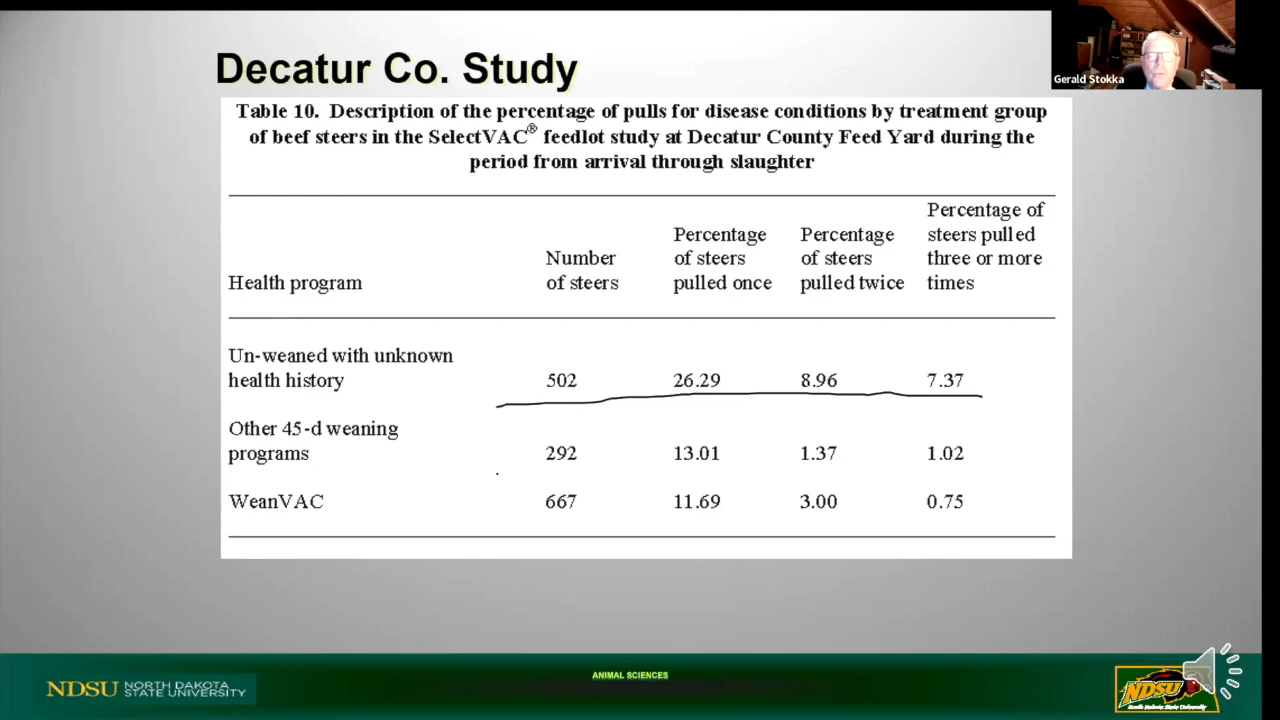 Decatur Co. Study
Gerald Stokka
Table 10. Description of the percentage of pulls for disease conditions by treatment group
of beef steers in the SelectVAC® feedlot study at Decatur County Feed Yard during the
period from arrival through slaughter
Health program
Number
of steers
Percentage
of steers
pulled once
Percentage
of steers
pulled twice
Percentage of
steers pulled
three or more
times
Un-weaned with unknown
health history 502 26.29 8.96 7.37
Other 45-d weaning
programs 292 13.01 1.37 1.02
WeanVAC 667 11.69 3.00 0.75
ANIMAL SCIENCES
NDSU NORTH DAKOTA
STATE UNIVERSITY
NDSU
North Dakota State University